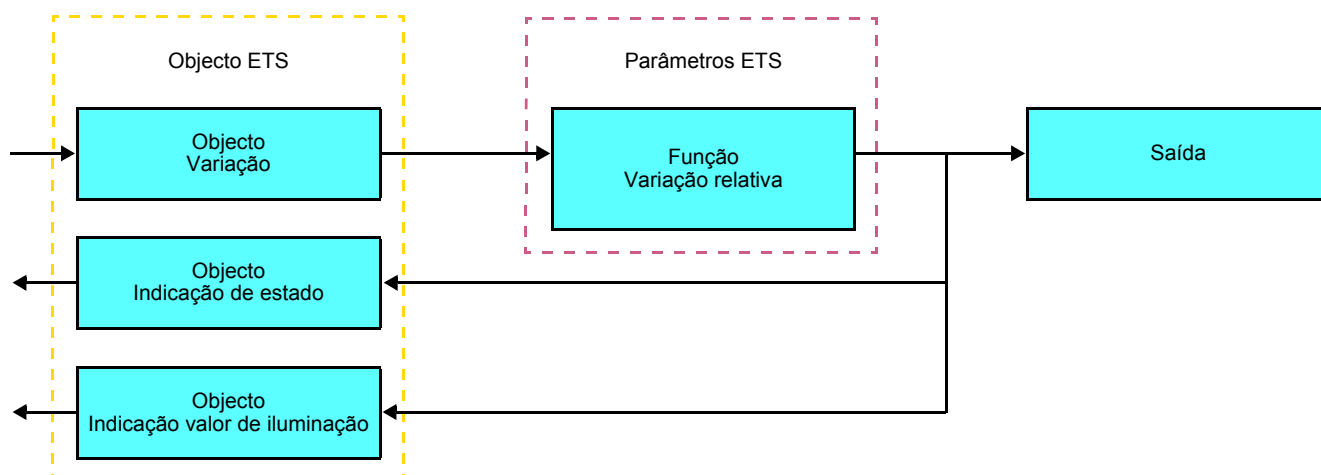 Objecto ETS
Parâmetros ETS
Objecto
Variação
Função
Variação relativa
Saída
Objecto
Indicação de estado
Objecto
Indicação valor de iluminação